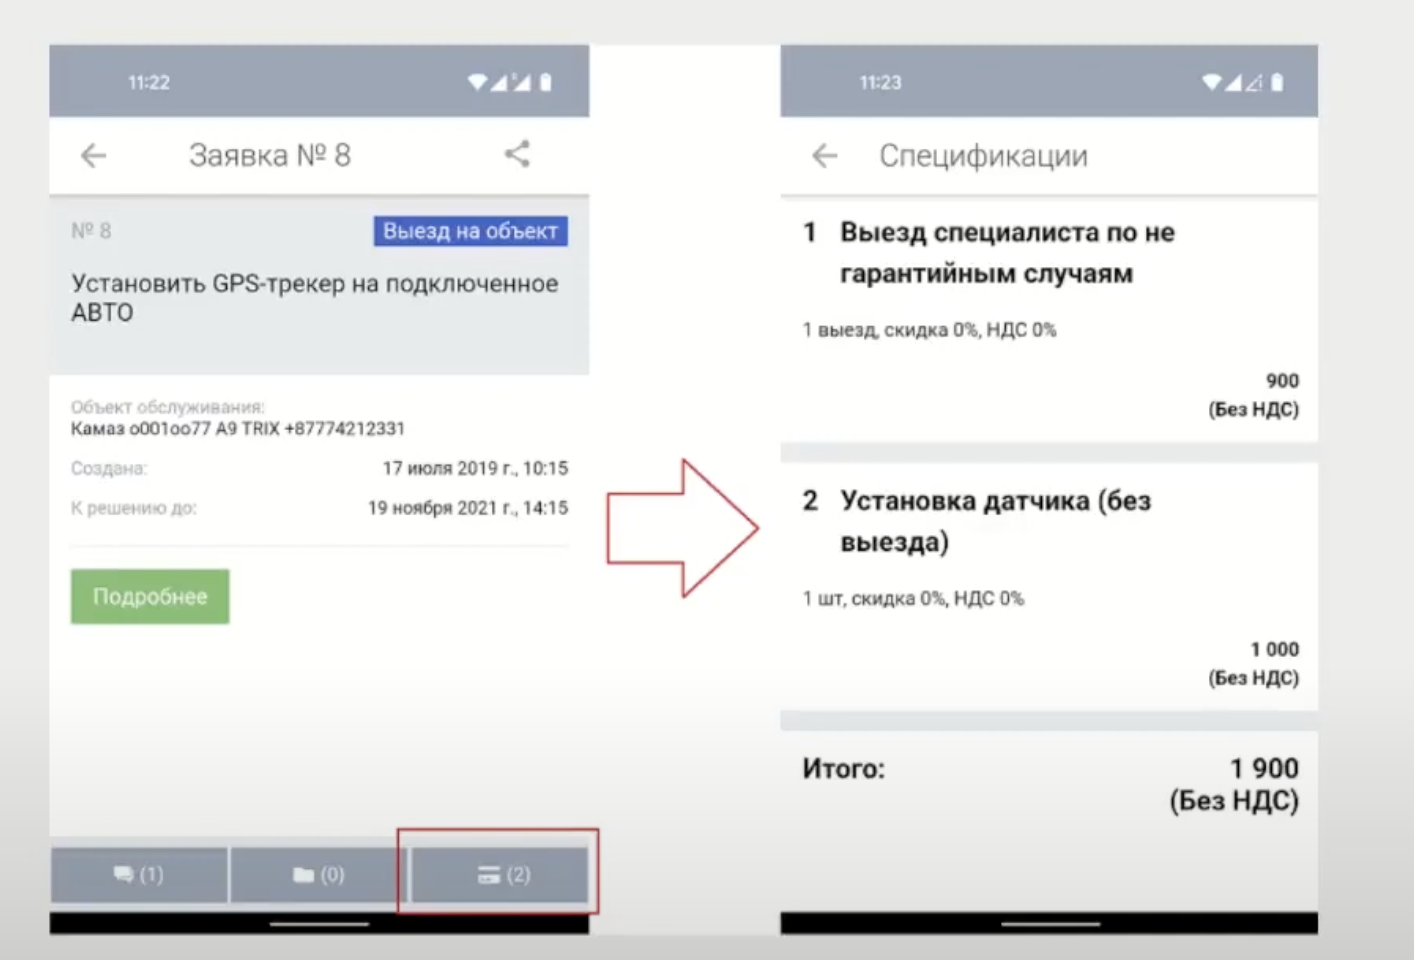 11:22
Заявка № 8
№ 8
Выезд на объект
Установить GPS-трекер на подключенное
АВТО
Объект обслуживания:
Камаз о001оо77 А9 TRIX +87774212331
Создана:
17 июля 2019 г., 10:15
К решению до:
19 ноября 2021 г., 14:15
Подробнее
(1)
(0)
(2)
11:23
Спецификации
1 Выезд специалиста по не
гарантийным случаям
1 выезд, скидка 0%, НДС 0%
900
(Без НДС)
2 Установка датчика (без
выезда)
1 шт, скидка 0%, НДС 0%
1 000
(Без НДС)
Итого:
1 900
(Без НДС)